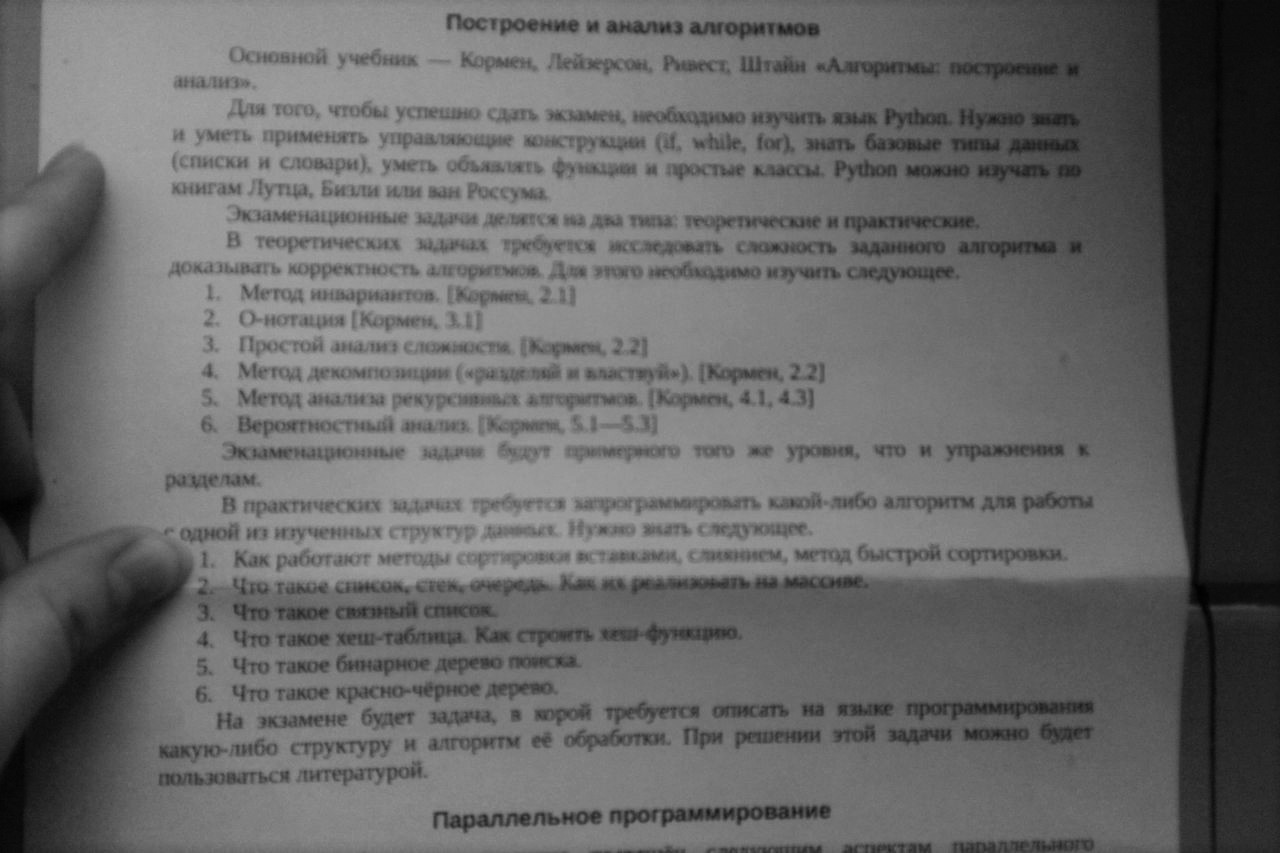 Построение и анализ алгоритмов
Основной учебник — Кормен, Лейзерсон, Ривест, Штайн «Алгоритмы: построение и
анализ».
Для того, чтобы успешно сдать экзамен, необходимо изучить язык Python. Нужно знать
и уметь применять управляющие конструкции (if, while, for), знать базовые типы данных
(списки и словари), уметь объявлять функции и простые классы. Python можно изучать по
книгам Лутца, Бизли или ван Россума.
Экзаменационные задачи делятся на два типа: теоретические и практические.
В теоретических задачах требуется исследовать сложность заданного алгоритма и
доказывать корректность алгоритмов. Для этого необходимо изучить следующее.
1. Метод инвариантов. [Кормен, 2.1]
2. О-нотация [Кормен, 3.1]
3. Простой анализ сложности. [Кормен, 2.2]
4. Метод декомпозиции («разделяй и властвуй»). [Кормен, 2.2]
5. Метод анализа рекурсивных алгоритмов. [Кормен, 4.1, 4.3]
6. Вероятностный анализ. [Кормен, 5.1—5.3]
Экзаменационные задачи будут примерного того же уровня, что и упражнения к
разделам.
В практических задачах требуется запрограммировать какой-либо алгоритм для работы
с одной из изученных структур данных. Нужно знать следующее.
1. Как работают методы сортировки вставками, слиянием, метод быстрой сортировки.
2. Что такое список, стек, очередь. Как их реализовать на массиве.
3. Что такое связный список.
4. Что такое хеш-таблица. Как строить хеш-функцию.
5. Что такое бинарное дерево поиска.
6. Что такое красно-чёрное дерево.
На экзамене будет задача, в корой требуется описать на языке программирования
какую-либо структуру и алгоритм её обработки. При решении этой задачи можно будет
пользоваться литературой.
Параллельное программирование
следующим аспектам параллельного